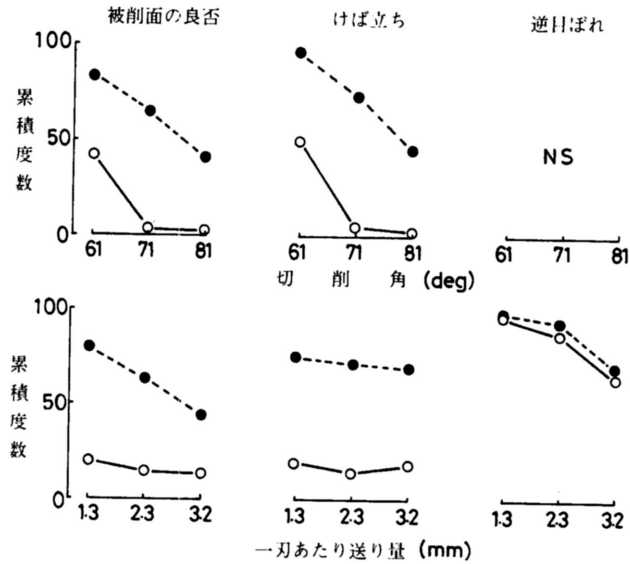 被削面の良否 けば立ち 逆目ぼれ
100
50
0
累積度数
NS
61 71 81 61 71 81 61 71 81
切削角 (deg)
100
50
0
累積度数
1.3 2.3 3.2 1.3 2.3 3.2 1.3 2.3 3.2
一刃あたり送り量 (mm)